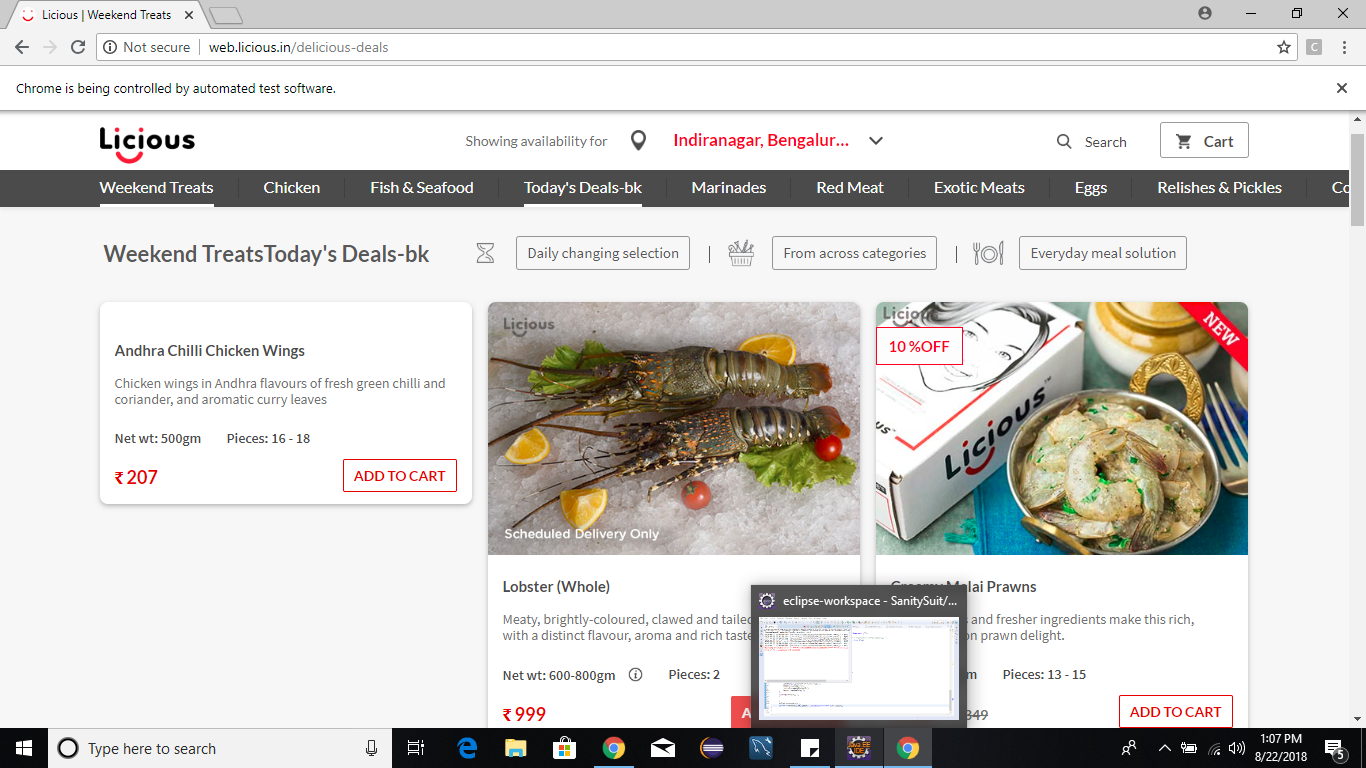 Licious | Weekend Treats
Not secure web.licious.in/delicious-deals
C
Chrome is being controlled by automated test software.
Licious
Showing availability for
Indiranagar, Bengalur...
Search
Cart
Weekend Treats Chicken Fish & Seafood Today's Deals-bk Marinades Red Meat Exotic Meats Eggs Relishes & Pickles Co
Weekend TreatsToday's Deals-bk
Daily changing selection
From across categories
Everyday meal solution
Andhra Chilli Chicken Wings
Chicken wings in Andhra flavours of fresh green chilli and
coriander, and aromatic curry leaves
Net wt: 500gm Pieces: 16 - 18
₹ 207
ADD TO CART
Licious
Scheduled Delivery Only
Lobster (Whole)
Meaty, brightly-coloured, clawed and tailed
with a distinct flavour, aroma and rich taste
Net wt: 600-800gm Pieces: 2
₹ 999
A
Licious
10 %OFF
NEW
Licious
Malai Prawns
and fresher ingredients make this rich,
on prawn delight.
m Pieces: 13 - 15
349
ADD TO CART
eclipse-workspace - SanitySuit/...
Type here to search
1:07 PM
8/22/2018
5